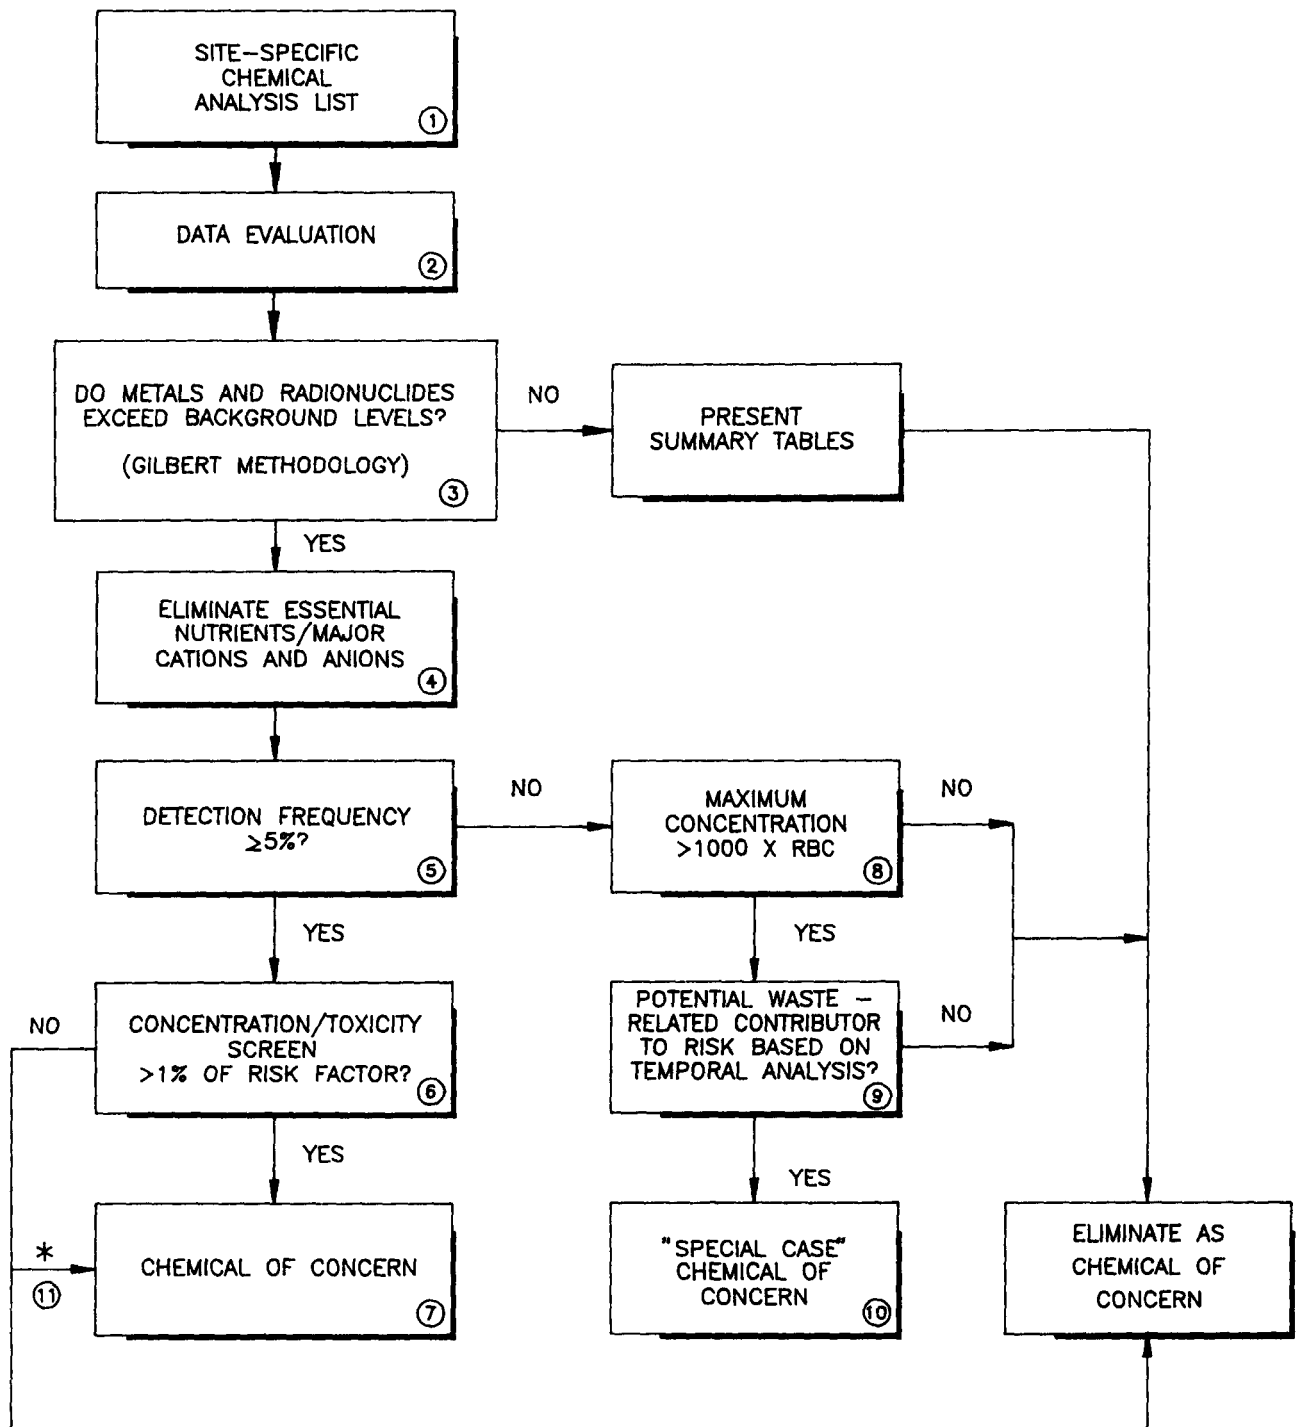 SITE-SPECIFIC
CHEMICAL
ANALYSIS LIST
1
DATA EVALUATION
2
DO METALS AND RADIONUCLIDES
EXCEED BACKGROUND LEVELS?
(GILBERT METHODOLOGY)
3
NO
PRESENT
SUMMARY TABLES
YES
ELIMINATE ESSENTIAL
NUTRIENTS/MAJOR
CATIONS AND ANIONS
4
DETECTION FREQUENCY
≥5%?
5
NO
MAXIMUM
CONCENTRATION
>1000 X RBC
8
NO
YES
YES
NO
CONCENTRATION/TOXICITY
SCREEN
>1% OF RISK FACTOR?
6
POTENTIAL WASTE –
RELATED CONTRIBUTOR
TO RISK BASED ON
TEMPORAL ANALYSIS?
9
NO
YES
YES
*
11
CHEMICAL OF CONCERN
7
"SPECIAL CASE"
CHEMICAL OF
CONCERN
10
ELIMINATE AS
CHEMICAL OF
CONCERN